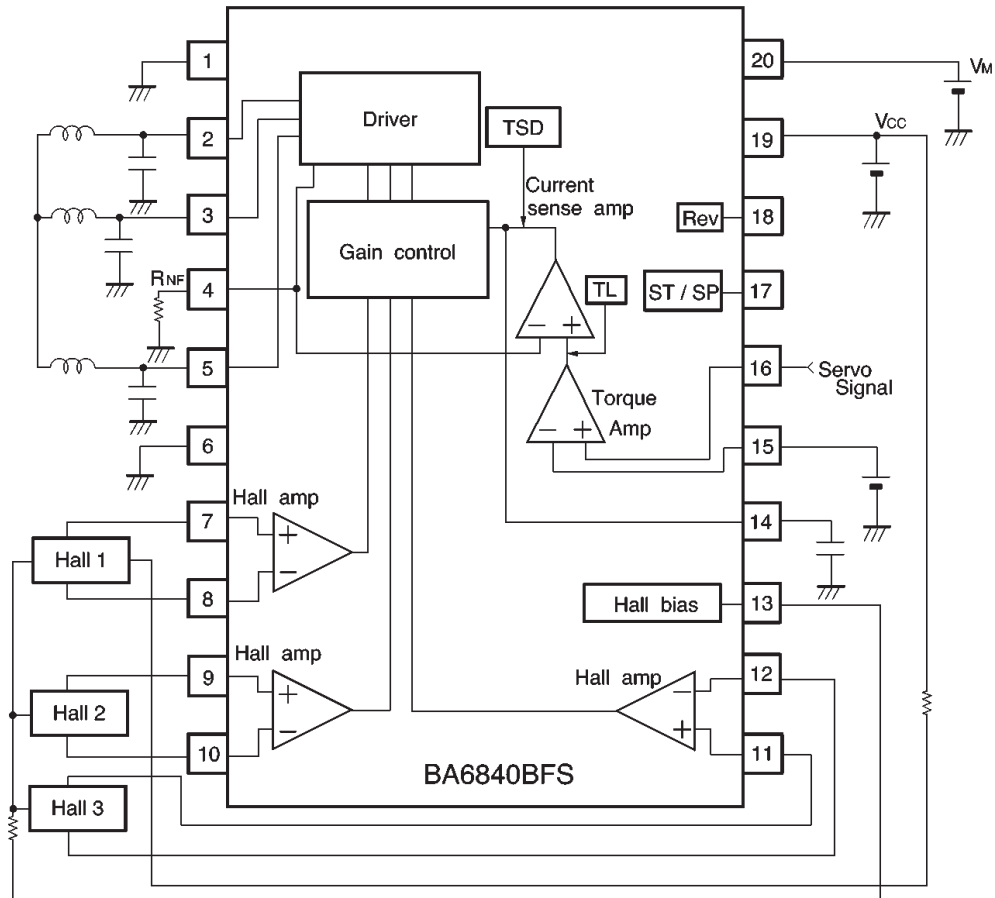 1
2
3
R_NF
4
5
6
7
8
9
10
Hall 1
Hall 2
Hall 3
Driver
TSD
Current
sense amp
Gain control
TL
− +
Torque
Amp
− +
Hall amp
+
−
Hall amp
+
−
Hall amp
−
+
Hall bias
Rev
ST / SP
20
VM
19
VCC
18
17
16
Servo
Signal
15
14
13
12
11
BA6840BFS